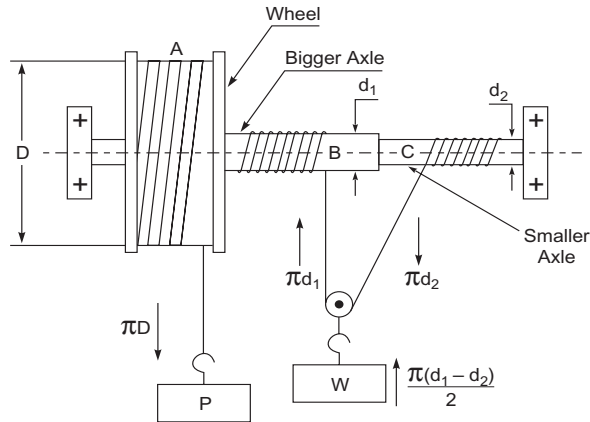 Wheel
A
Bigger Axle
d1
d2
D
B
C
Smaller
Axle
πd1
πd2
πD
P
W
π(d1 – d2)
2